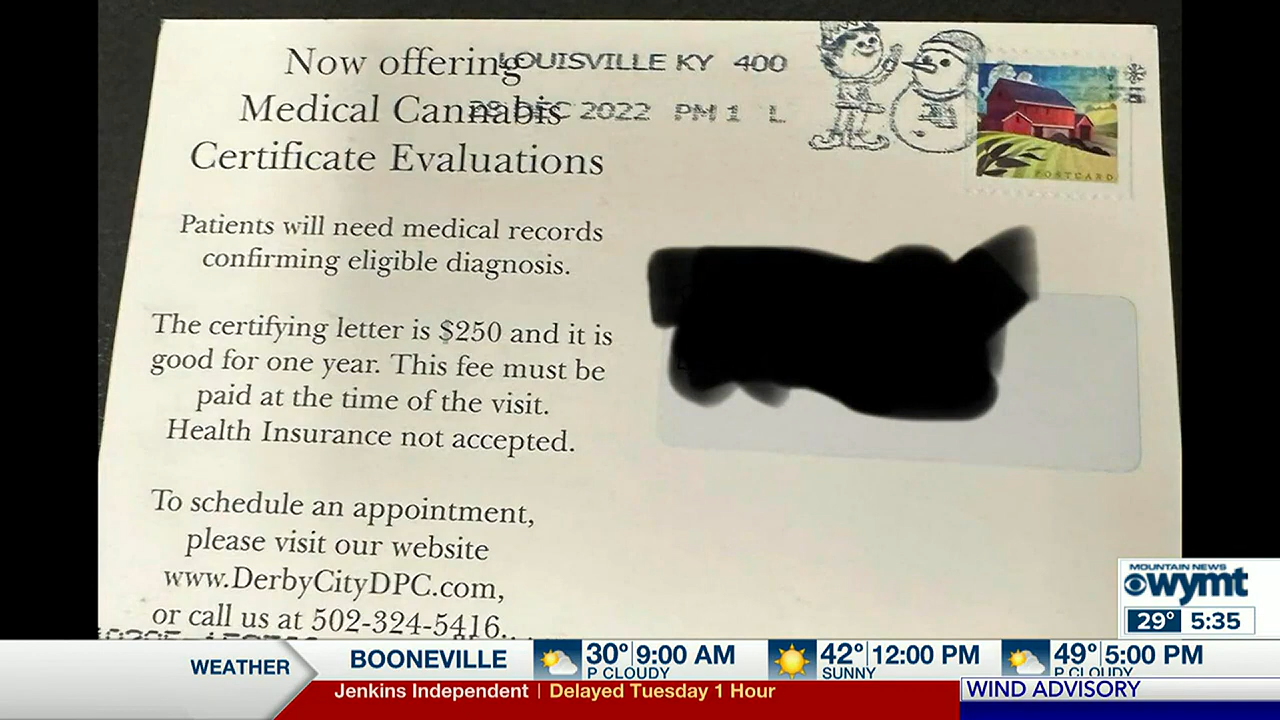 Now offering
LOUISVILLE KY 400
Medical Cannabis
DEC 2022 PM 1 L
Certificate Evaluations
POSTCARD
Patients will need medical records
confirming eligible diagnosis.
The certifying letter is $250 and it is
good for one year. This fee must be
paid at the time of the visit.
Health Insurance not accepted.
To schedule an appointment,
please visit our website
www.DerbyCityDPC.com,
or call us at 502-324-5416.
MOUNTAIN NEWS
wymt
29° 5:35
WEATHER
BOONEVILLE
30° 9:00 AM
P CLOUDY
42° 12:00 PM
SUNNY
49° 5:00 PM
P CLOUDY
Jenkins Independent | Delayed Tuesday 1 Hour
WIND ADVISORY